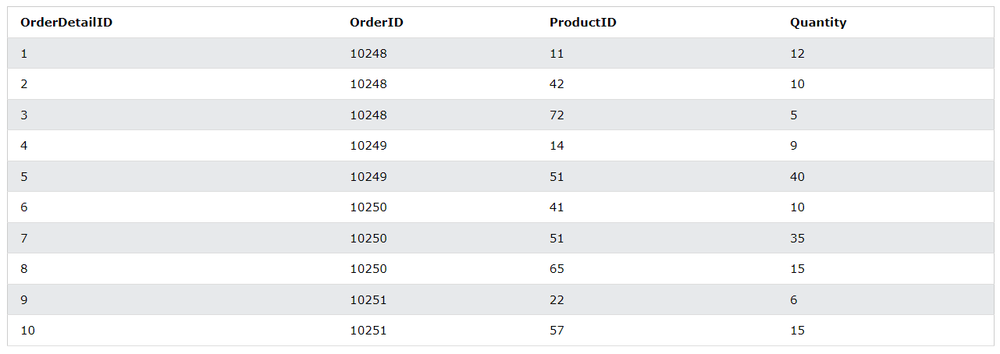 OrderDetailID OrderID ProductID Quantity
1 10248 11 12
2 10248 42 10
3 10248 72 5
4 10249 14 9
5 10249 51 40
6 10250 41 10
7 10250 51 35
8 10250 65 15
9 10251 22 6
10 10251 57 15